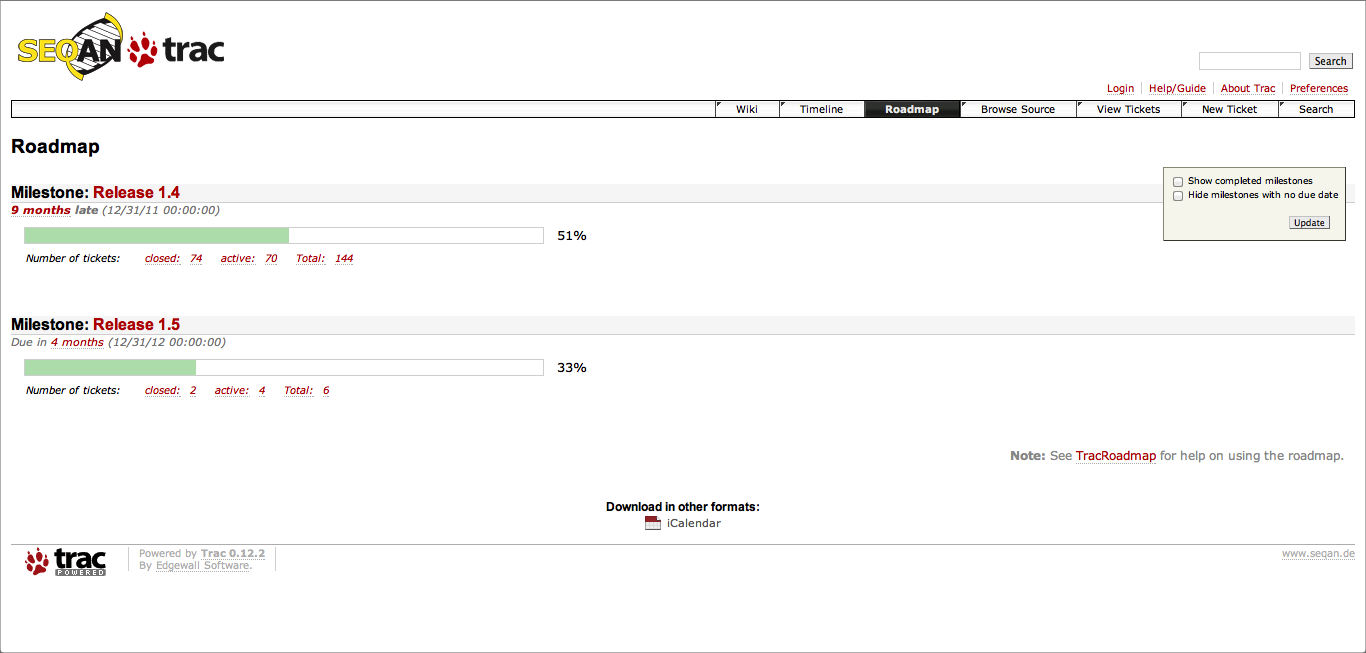 SEQAN trac
Search
Login Help/Guide About Trac Preferences
Wiki Timeline Roadmap Browse Source View Tickets New Ticket Search
Roadmap
Show completed milestones
Hide milestones with no due date
Update
Milestone: Release 1.4
9 months late (12/31/11 00:00:00)
51%
Number of tickets: closed: 74 active: 70 Total: 144
Milestone: Release 1.5
Due in 4 months (12/31/12 00:00:00)
33%
Number of tickets: closed: 2 active: 4 Total: 6
Note: See TracRoadmap for help on using the roadmap.
Download in other formats:
iCalendar
trac POWERED
Powered by Trac 0.12.2
By Edgewall Software.
www.seqan.de